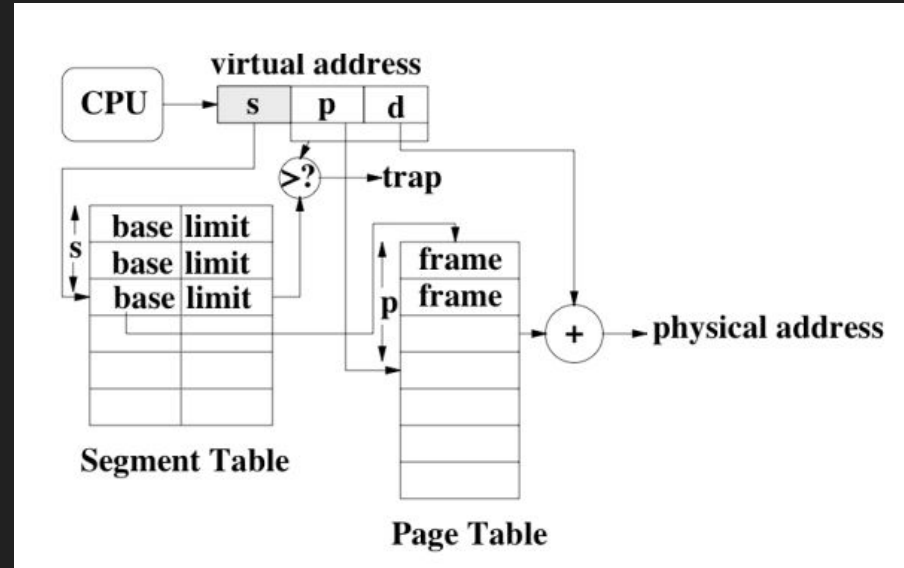 virtual address
CPU
s p d
>? trap
base limit
s
base limit
base limit
frame
p frame
+ physical address
Segment Table
Page Table